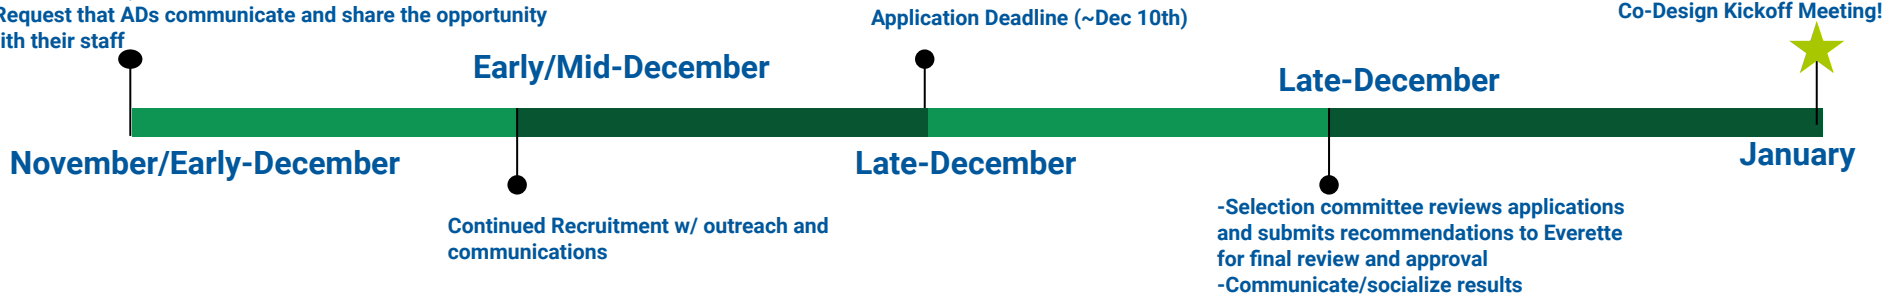 Request that ADs communicate and share the opportunity
their staff
November/Early-December
Early/Mid-December
Continued Recruitment w/ outreach and
communications
Application Deadline (~Dec 10th)
Late-December
Late-December
-Selection committee reviews applications
and submits recommendations to Everette
for final review and approval
-Communicate/socialize results
Co-Design Kickoff Meeting!
January